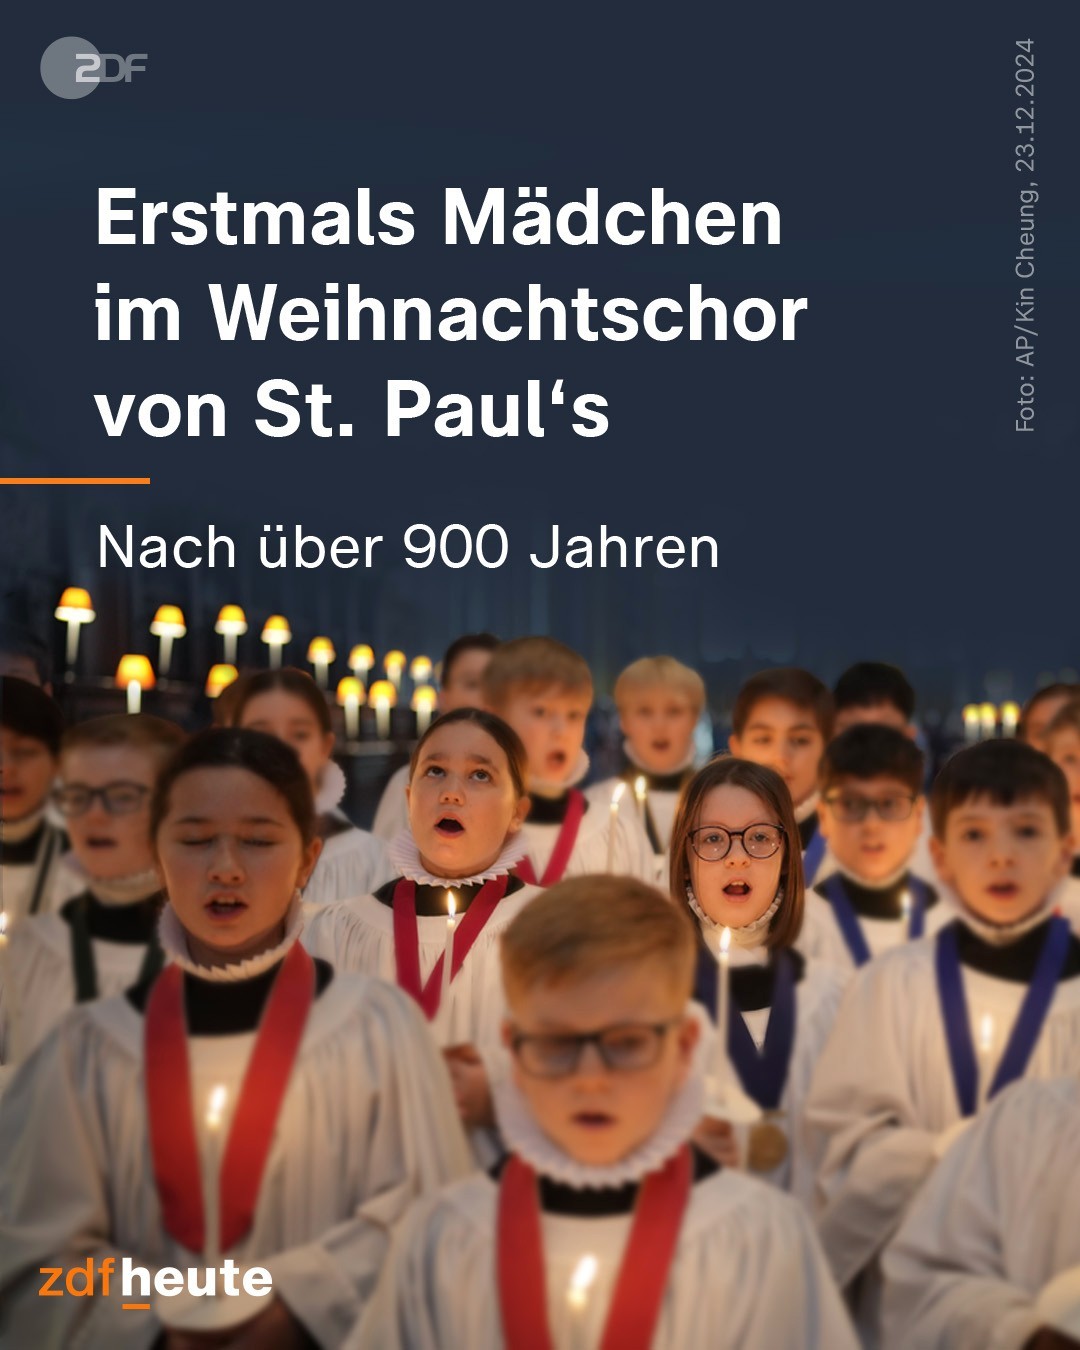 ZDF
Foto: AP/Kin Cheung, 23.12.2024
Erstmals Mädchen
im Weihnachtschor
von St. Paul‘s
Nach über 900 Jahren
zdfheute